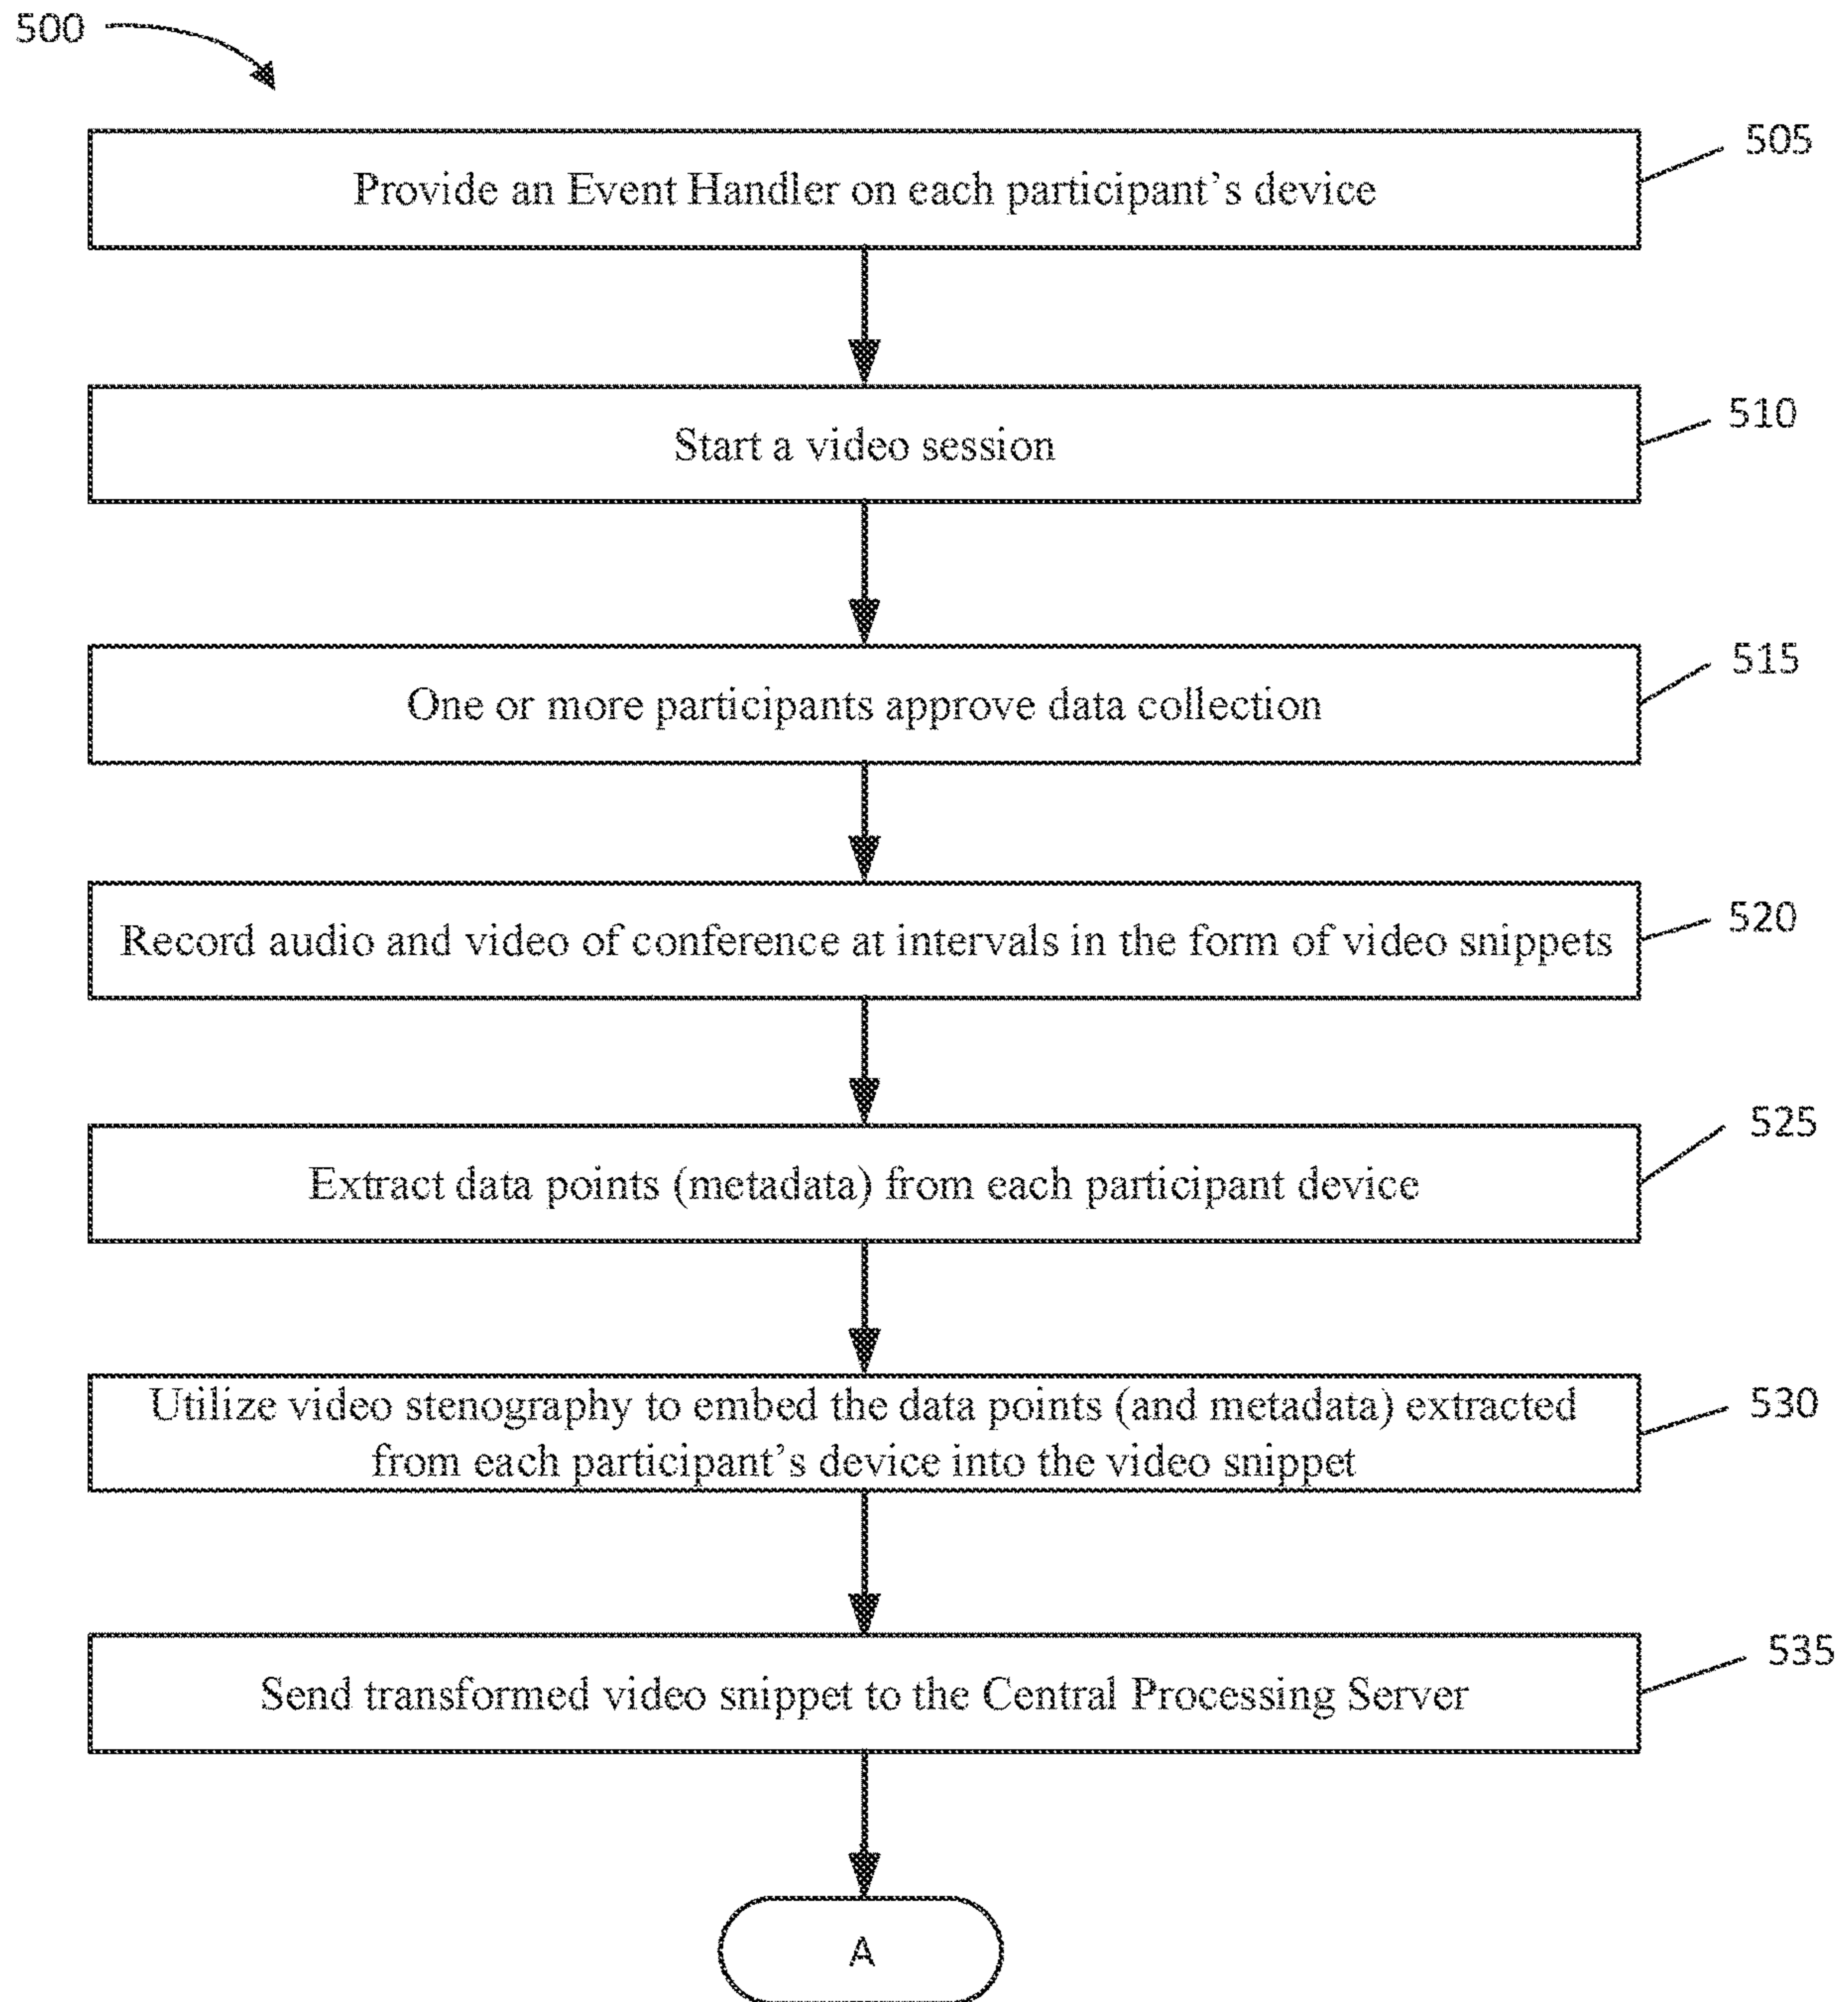 500
Provide an Event Handler on each participant's device
505
Start a video session
510
One or more participants approve data collection
515
Record audio and video of conference at intervals in the form of video snippets
520
Extract data points (metadata) from each participant device
525
Utilize video stenography to embed the data points (and metadata) extracted
from each participant's device into the video snippet
530
Send transformed video snippet to the Central Processing Server
535
A